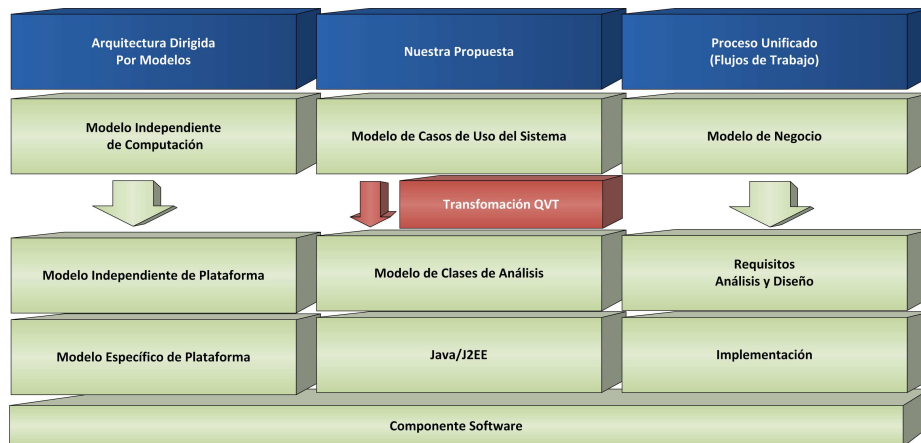 Arquitectura Dirigida
Por Modelos
Nuestra Propuesta
Proceso Unificado
(Flujos de Trabajo)
Modelo Independiente
de Computación
Modelo de Casos de Uso del Sistema
Modelo de Negocio
Transfomación QVT
Modelo Independiente de Plataforma
Modelo de Clases de Análisis
Requisitos
Análisis y Diseño
Modelo Específico de Plataforma
Java/J2EE
Implementación
Componente Software